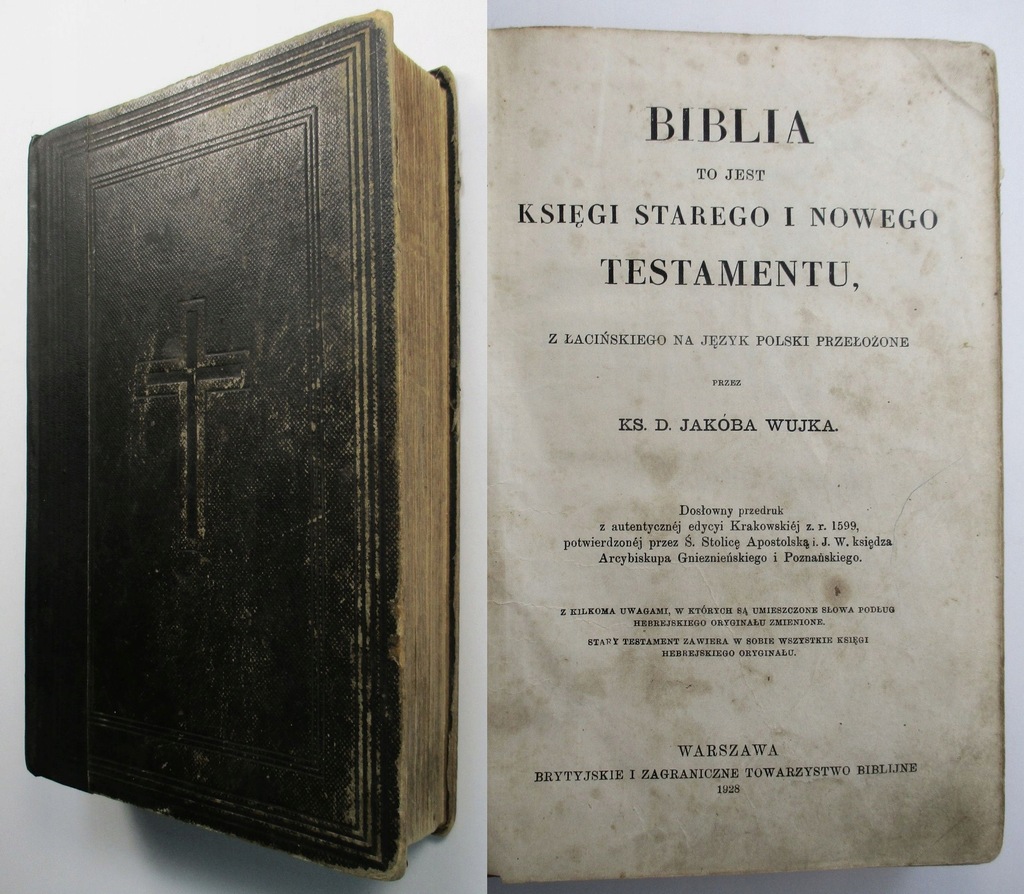 BIBLIA
TO JEST
KSIĘGI STAREGO I NOWEGO
TESTAMENTU,
Z ŁACIŃSKIEGO NA JĘZYK POLSKI PRZEŁOŻONE
PRZEZ
KS. D. JAKÓBA WUJKA.
Dosłowny przedruk
z autentycznéj edycyi Krakowskiéj z. r. 1599,
potwierdzonéj przez Ś. Stolicę Apostolską i. J. W. księdza
Arcybiskupa Gnieznieńskiego i Poznańskiego.
Z KILKOMA UWAGAMI, W KTÓRYCH SĄ UMIESZCZONE SŁOWA PODŁUG
HEBREJSKIEGO ORYGINAŁU ZMIENIONE.
STARY TESTAMENT ZAWIERA W SOBIE WSZYSTKIE KSIĘGI
HEBREJSKIEGO ORYGINAŁU.
WARSZAWA
BRYTYJSKIE I ZAGRANICZNE TOWARZYSTWO BIBLIJNE
1928